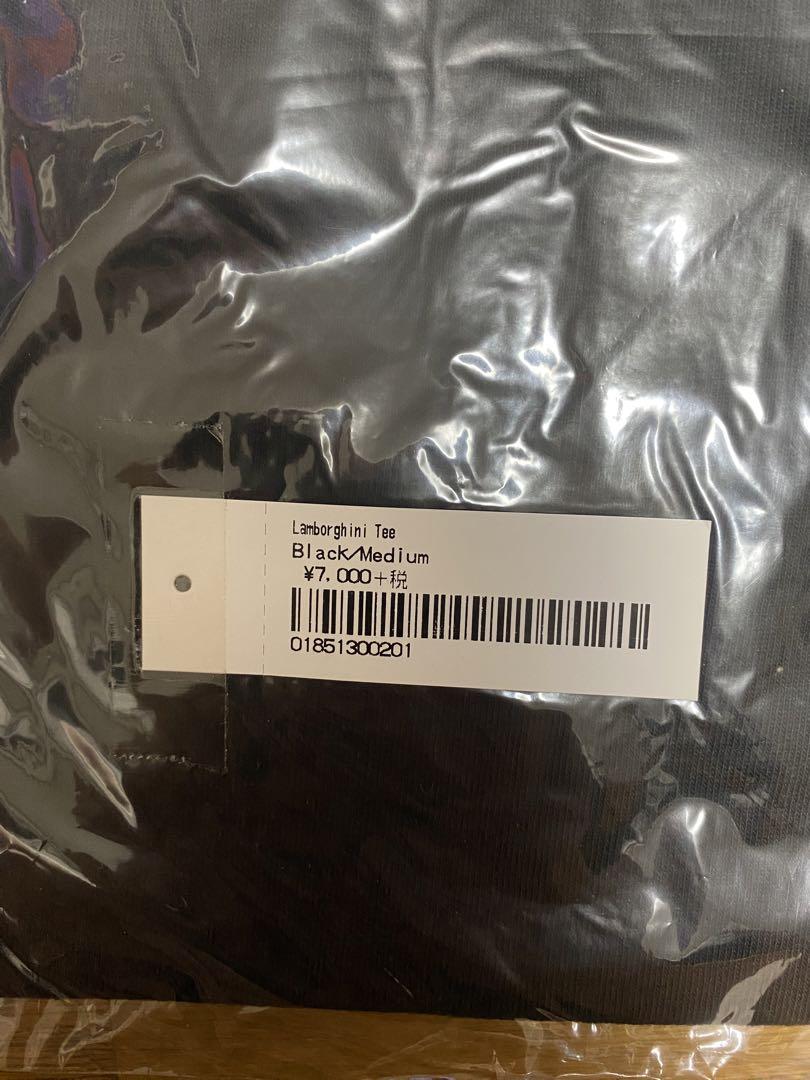 Lamborghini Tee
Black/Medium
¥7,000+税
01851300201